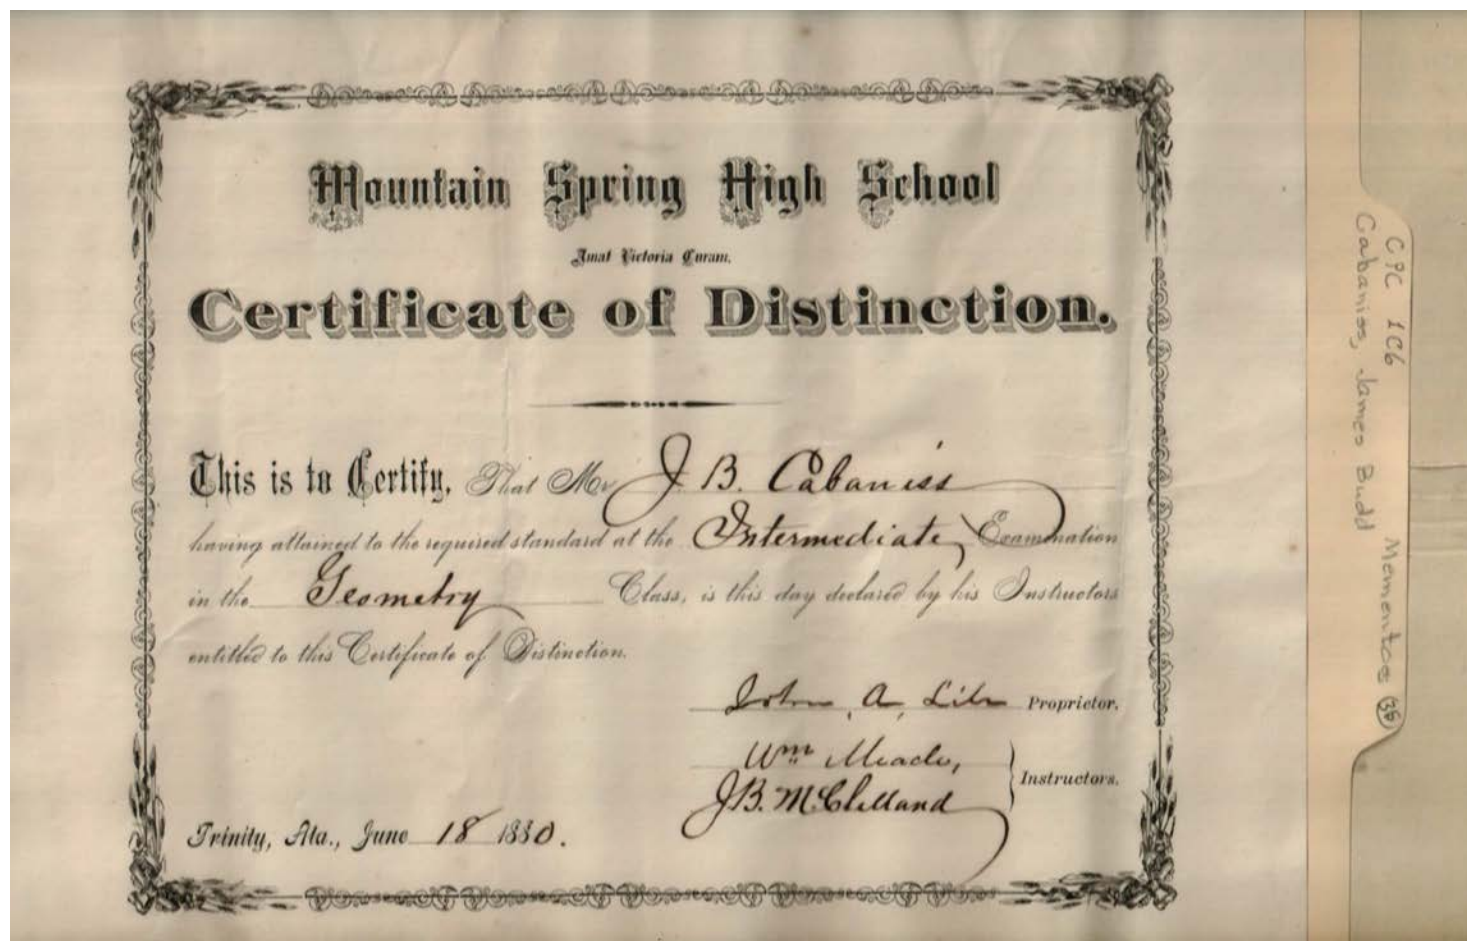 Mountain Spring High School
Amat Victoria Curam.
Certificate of Distinction.
This is to Certify, That Mr J. B. Cabaniss
having attained to the required standard at the Intermediate Examination
in the Geometry Class, is this day declared by his Instructors
entitled to this Certificate of Distinction.
John A. Proprietor.
Wm Meade,
Instructors.
J.B. McClelland
Trinity, Ala., June 18 1880.
CPC 1C6 Mementoes 36
Cabaniss, James Budd